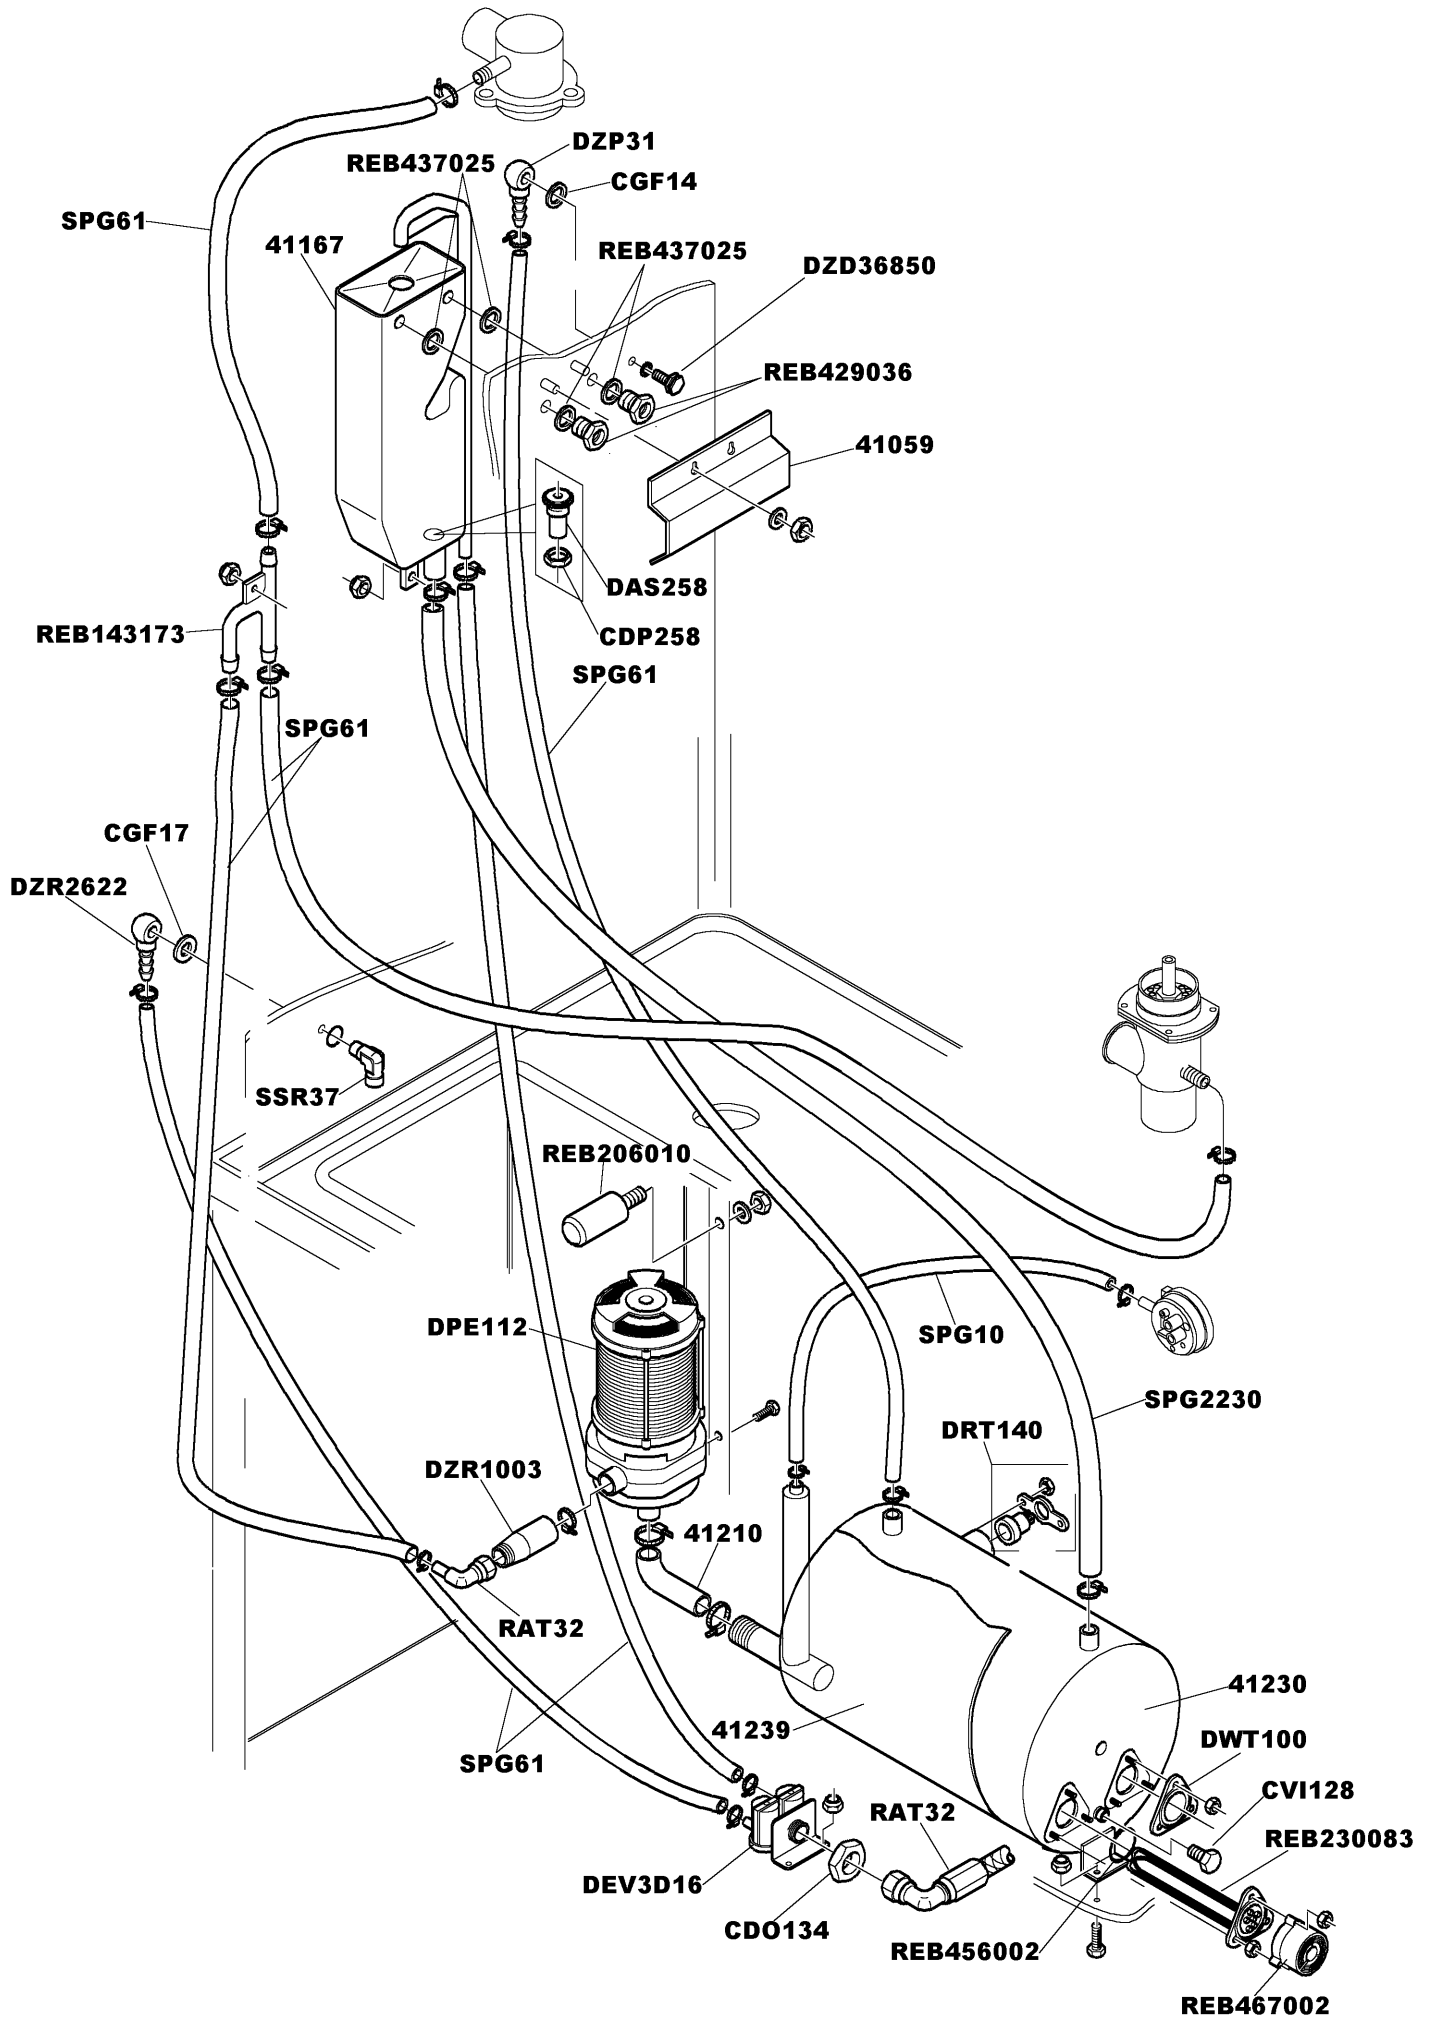 DZP31
REB437025
CGF14
SPG61
41167
REB437025
DZD36850
REB429036
41059
DAS258
REB143173
CDP258
SPG61
SPG61
CGF17
DZR2622
SSR37
REB206010
DPE112
SPG10
SPG2230
DRT140
DZR1003
41210
RAT32
41230
41239
DWT100
SPG61
CVI128
RAT32
REB230083
DEV3D16
CDO134
REB456002
REB467002